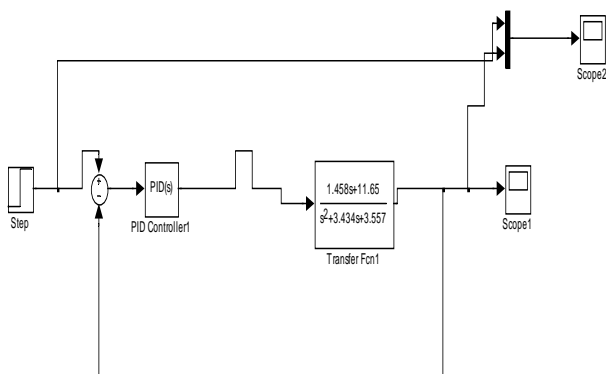 Scope2
+
-
PID(s)
1.458s+11.65
s²+3.434s+3.557
Step
PID Controller1
Scope1
Transfer Fcn1